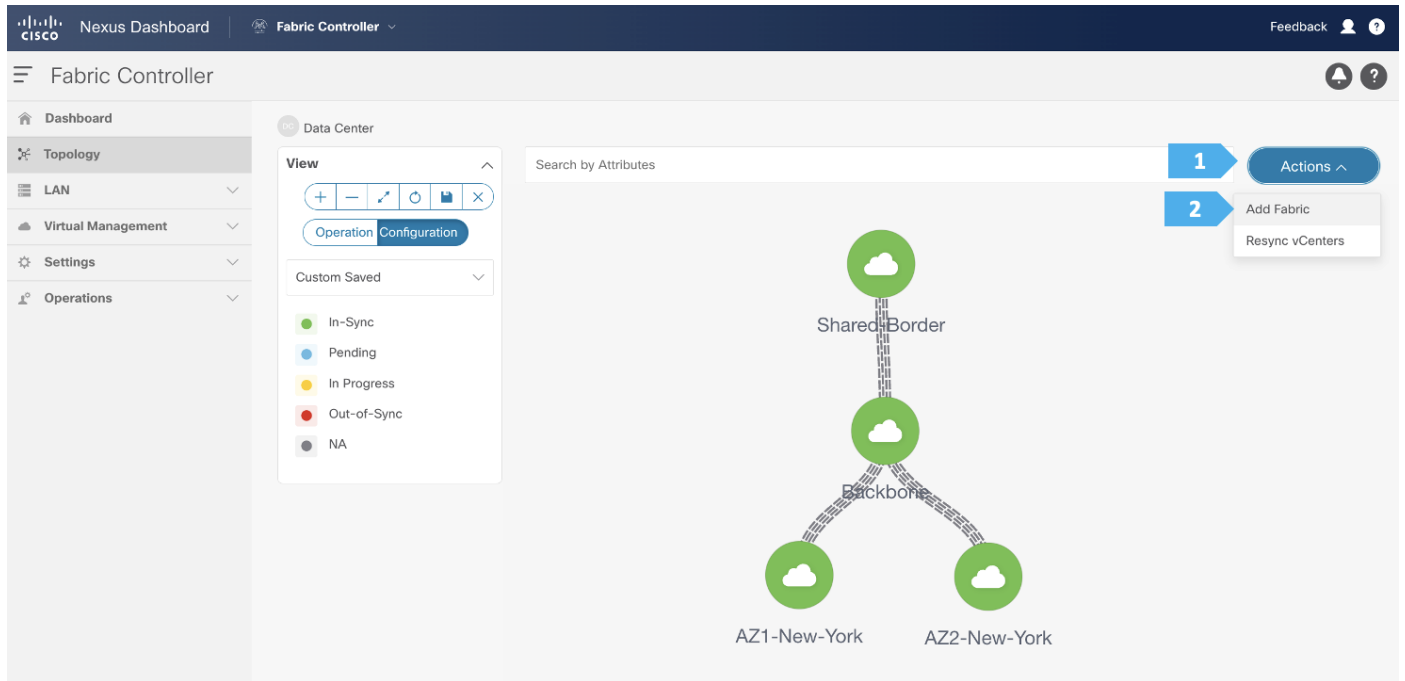 CISCO Nexus Dashboard Fabric Controller Feedback ?
Fabric Controller ?
Dashboard
Topology
LAN
Virtual Management
Settings
Operations
DC Data Center
View
Operation Configuration
Custom Saved
In-Sync
Pending
In Progress
Out-of-Sync
NA
Search by Attributes
1 Actions
2 Add Fabric
Resync vCenters
Shared-Border
Backbone
AZ1-New-York
AZ2-New-York